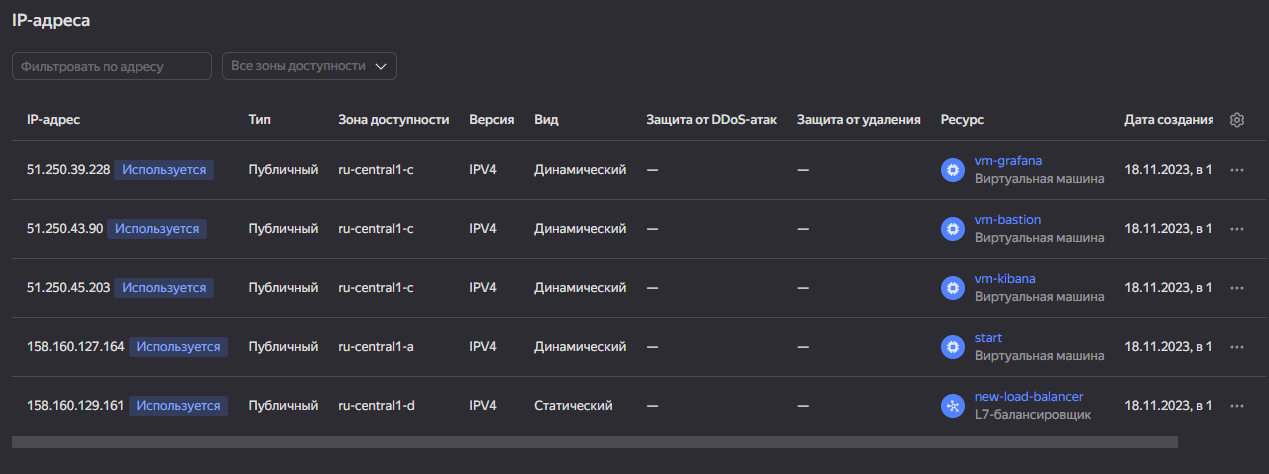 IP-адреса
Фильтровать по адресу Все зоны доступности
IP-адрес Тип Зона доступности Версия Вид Защита от DDoS-атак Защита от удаления Ресурс Дата создания
51.250.39.228 Используется Публичный ru-central1-c IPV4 Динамический — — vm-grafana Виртуальная машина 18.11.2023, в 1
51.250.43.90 Используется Публичный ru-central1-c IPV4 Динамический — — vm-bastion Виртуальная машина 18.11.2023, в 1
51.250.45.203 Используется Публичный ru-central1-c IPV4 Динамический — — vm-kibana Виртуальная машина 18.11.2023, в 1
158.160.127.164 Используется Публичный ru-central1-a IPV4 Динамический — — start Виртуальная машина 18.11.2023, в 1
158.160.129.161 Используется Публичный ru-central1-d IPV4 Статический — — new-load-balancer L7-балансировщик 18.11.2023, в 1